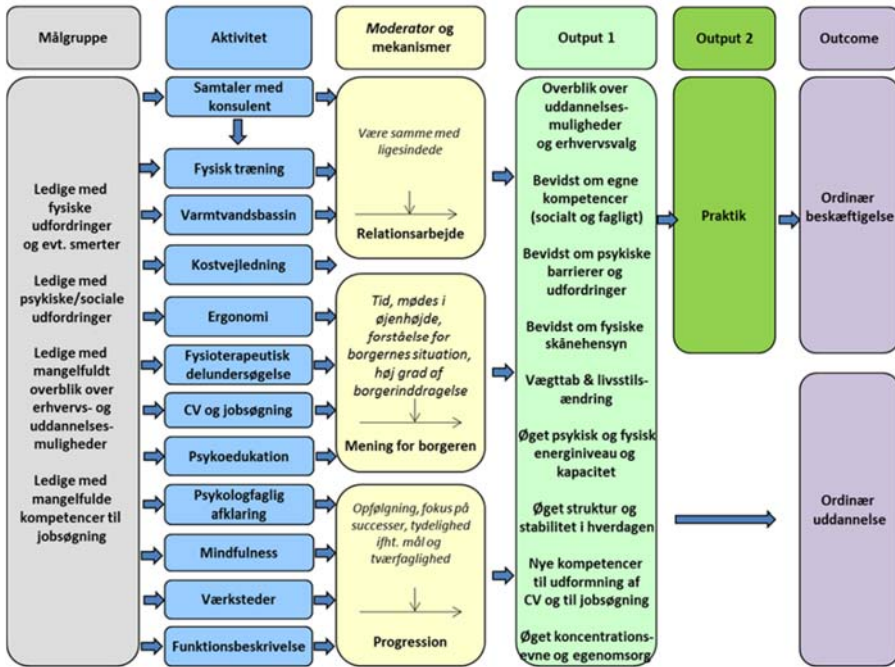 Målgruppe
Aktivitet
Moderator og
mekanismer
Output 1
Output 2
Outcome
Ledige med
fysiske
udfordringer
og evt. smerter
Ledige med
psykiske/sociale
udfordringer
Ledige med
mangelfuldt
overblik over
erhvervs- og
uddannelses-
muligheder
Ledige med
mangelfulde
kompetencer til
jobsøgning
Samtaler med
konsulent
Fysisk træning
Varmtvandsbassin
Kostvejledning
Ergonomi
Fysioterapeutisk
delundersøgelse
CV og jobsøgning
Psykoedukation
Psykologfaglig
afklaring
Mindfulness
Værksteder
Funktionsbeskrivelse
Være samme med
ligesindede
Relationsarbejde
Tid, mødes i
øjenhøjde,
forståelse for
borgernes situation,
høj grad af
borgerinddragelse
Mening for borgeren
Opfølgning, fokus på
successer, tydelighed
ifht. mål og
tværfaglighed
Progression
Overblik over
uddannelses-
muligheder
og erhvervsvalg
Bevidst om egne
kompetencer
(socialt og fagligt)
Bevidst om psykiske
barrierer og
udfordringer
Bevidst om fysiske
skånehensyn
Vægttab & livsstils-
ændring
Øget psykisk og fysisk
energiniveau og
kapacitet
Øget struktur og
stabilitet i hverdagen
Nye kompetencer
til udformning af
CV og til jobsøgning
Øget koncentrations-
evne og egenomsorg
Praktik
Ordinær
beskæftigelse
Ordinær
uddannelse